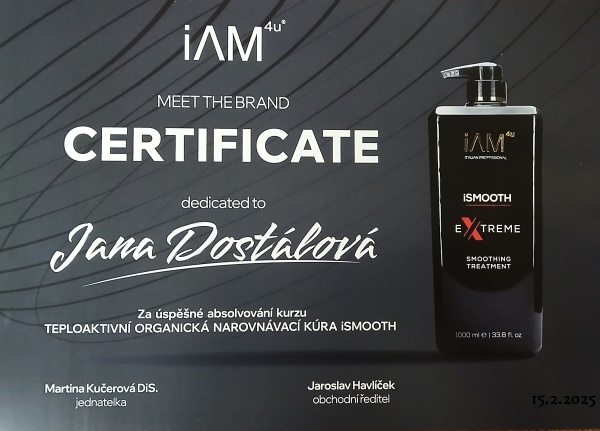 iAM4u®
MEET THE BRAND
CERTIFICATE
dedicated to
Jana Dostálová
Za úspěšné absolvování kurzu
TEPLOAKTIVNÍ ORGANICKÁ NAROVNÁVACÍ KÚRA iSMOOTH
Martina Kučerová DiS.
jednatelka
Jaroslav Havlíček
obchodní ředitel
iAM4u
ITALIAN PROFESSIONAL
iSMOOTH
EXTREME
SMOOTHING
TREATMENT
1000 ml e | 33.8 fl. oz
15.2.2025